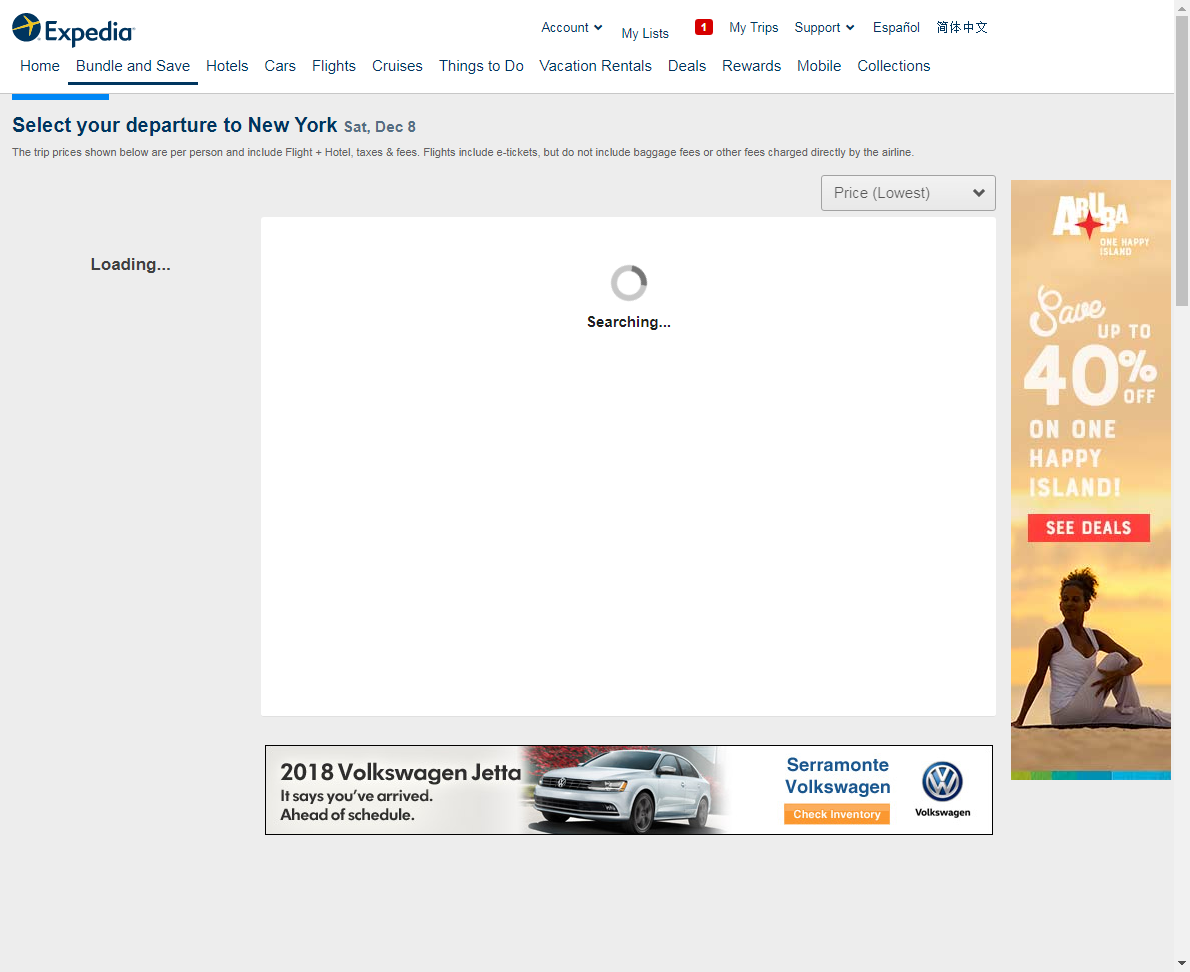 Expedia
Account
My Lists
1
My Trips
Support
Español
简体中文
Home
Bundle and Save
Hotels
Cars
Flights
Cruises
Things to Do
Vacation Rentals
Deals
Rewards
Mobile
Collections
Select your departure to New York Sat, Dec 8
The trip prices shown below are per person and include Flight + Hotel, taxes & fees. Flights include e-tickets, but do not include baggage fees or other fees charged directly by the airline.
Price (Lowest)
Loading...
Searching...
ARUBA
ONE HAPPY
ISLAND
Save
UP TO
40%
OFF
ON ONE
HAPPY
ISLAND!
SEE DEALS
2018 Volkswagen Jetta
It says you've arrived.
Ahead of schedule.
Serramonte
Volkswagen
Check Inventory
Volkswagen